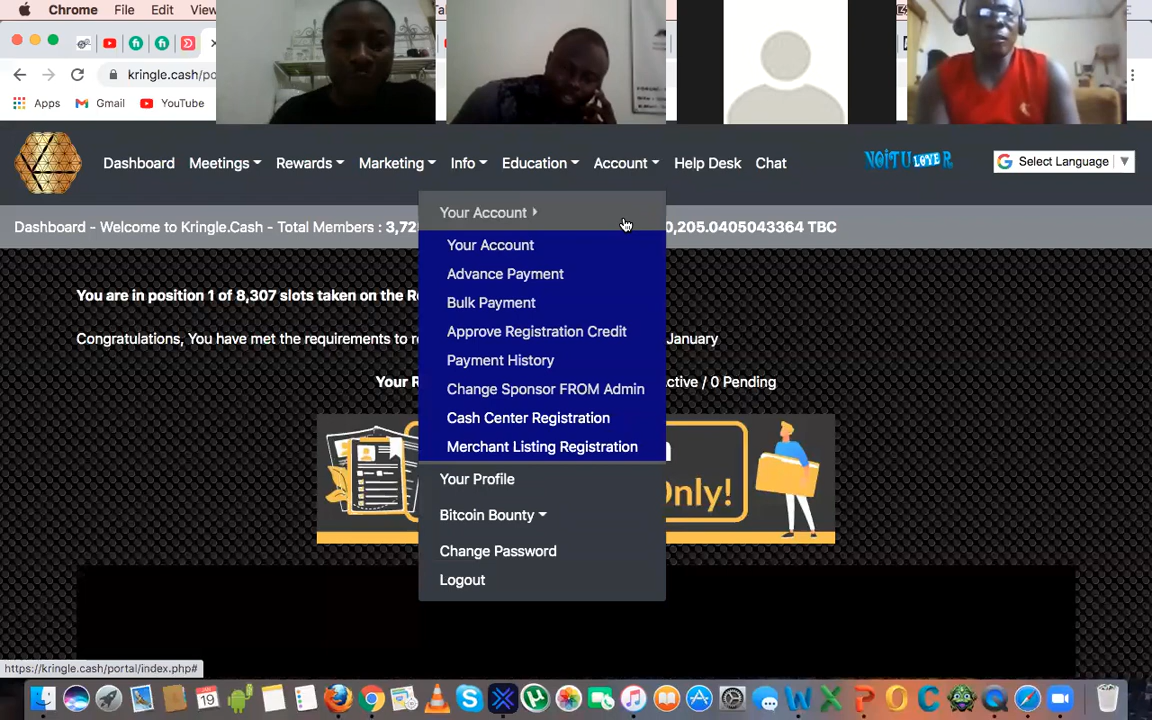 Chrome File Edit
kringle.cash/po
Apps Gmail YouTube
Dashboard Meetings Rewards Marketing Info Education Account Help Desk Chat NOITULOVER Select Language
Dashboard - Welcome to Kringle.Cash - Total Members : 3,72 0,205.0405043364 TBC
Your Account
You are in position 1 of 8,307 slots taken on the R
Congratulations, You have met the requirements to r January
Your R ctive / 0 Pending
Your Account
Advance Payment
Bulk Payment
Approve Registration Credit
Payment History
Change Sponsor FROM Admin
Cash Center Registration
Merchant Listing Registration
Your Profile
Bitcoin Bounty
Change Password
Logout
n
Only!
https://kringle.cash/portal/index.php#
JAN
19